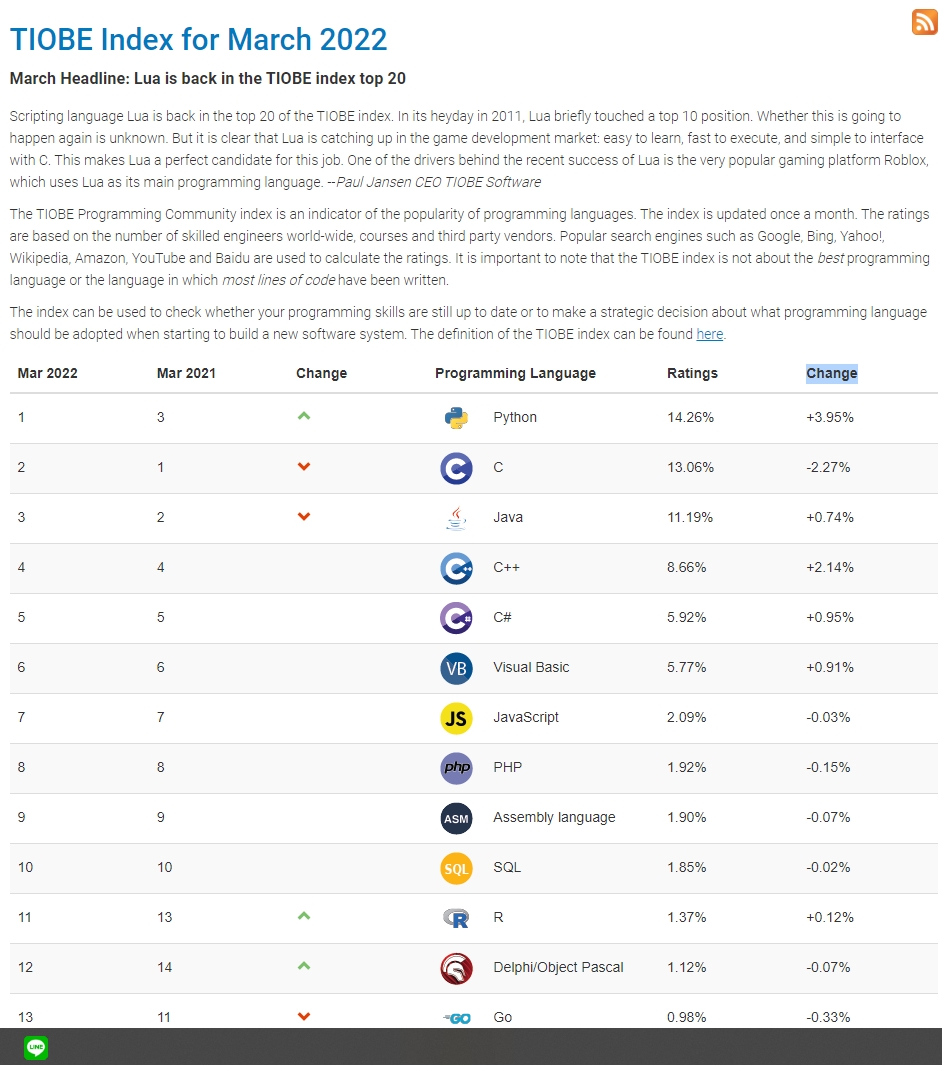 TIOBE Index for March 2022
March Headline: Lua is back in the TIOBE index top 20
Scripting language Lua is back in the top 20 of the TIOBE index. In its heyday in 2011, Lua briefly touched a top 10 position. Whether this is going to
happen again is unknown. But it is clear that Lua is catching up in the game development market: easy to learn, fast to execute, and simple to interface
with C. This makes Lua a perfect candidate for this job. One of the drivers behind the recent success of Lua is the very popular gaming platform Roblox,
which uses Lua as its main programming language. --Paul Jansen CEO TIOBE Software
The TIOBE Programming Community index is an indicator of the popularity of programming languages. The index is updated once a month. The ratings
are based on the number of skilled engineers world-wide, courses and third party vendors. Popular search engines such as Google, Bing, Yahoo!,
Wikipedia, Amazon, YouTube and Baidu are used to calculate the ratings. It is important to note that the TIOBE index is not about the best programming
language or the language in which most lines of code have been written.
The index can be used to check whether your programming skills are still up to date or to make a strategic decision about what programming language
should be adopted when starting to build a new software system. The definition of the TIOBE index can be found here.
Mar 2022 Mar 2021 Change Programming Language Ratings Change
1 3 Python 14.26% +3.95%
2 1 C C 13.06% -2.27%
3 2 Java Java 11.19% +0.74%
4 4 C++ C++ 8.66% +2.14%
5 5 C# C# 5.92% +0.95%
6 6 VB Visual Basic 5.77% +0.91%
7 7 JS JavaScript 2.09% -0.03%
8 8 php PHP 1.92% -0.15%
9 9 ASM Assembly language 1.90% -0.07%
10 10 SQL SQL 1.85% -0.02%
11 13 R R 1.37% +0.12%
12 14 Delphi/Object Pascal 1.12% -0.07%
13 11 GO Go 0.98% -0.33%
LINE